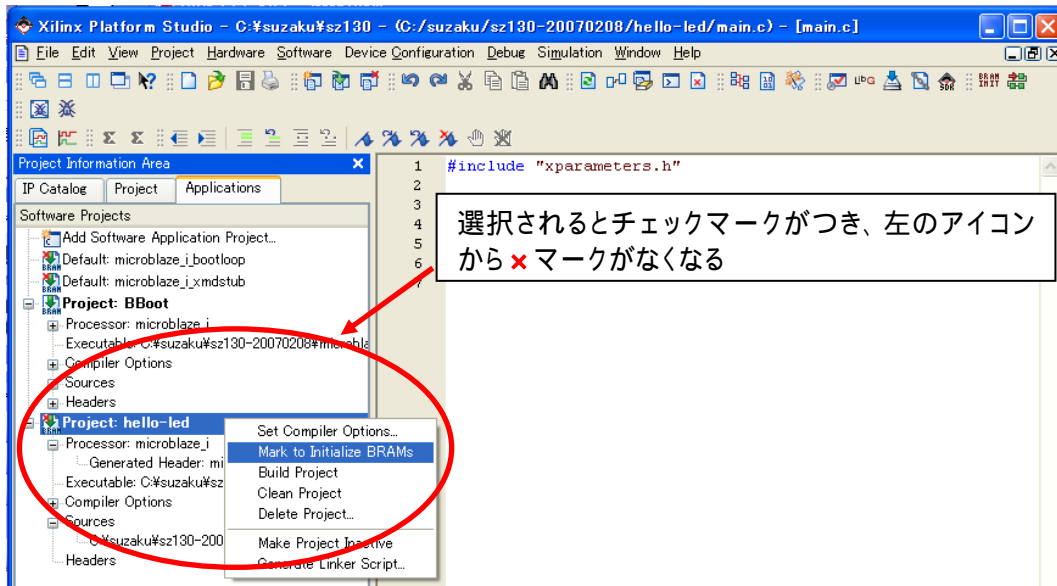 Xilinx Platform Studio - C:¥suzaku¥sz130 - (C:/suzaku/sz130-20070208/hello-led/main.c) - [main.c]
File Edit View Project Hardware Software Device Configuration Debug Simulation Window Help
Project Information Area
IP Catalog Project Applications
Software Projects
Add Software Application Project...
Default: microblaze_i_bootloop
Default: microblaze_i_xmdstub
Project: BBoot
Processor: microblaze_i
Executable: C:¥suzaku¥sz130-20070208¥microbla
Compiler Options
Sources
Headers
Project: hello-led
Processor: microblaze_i
Generated Header: mi
Executable: C:¥suzaku¥sz
Compiler Options
Sources
C:¥suzaku¥sz130-200
Headers
Set Compiler Options...
Mark to Initialize BRAMs
Build Project
Clean Project
Delete Project...
Make Project Inactive
Generate Linker Script...
1 #include "xparameters.h"
2
3
4
5
6
7
選択されるとチェックマークがつき、左のアイコン
から×マークがなくなる